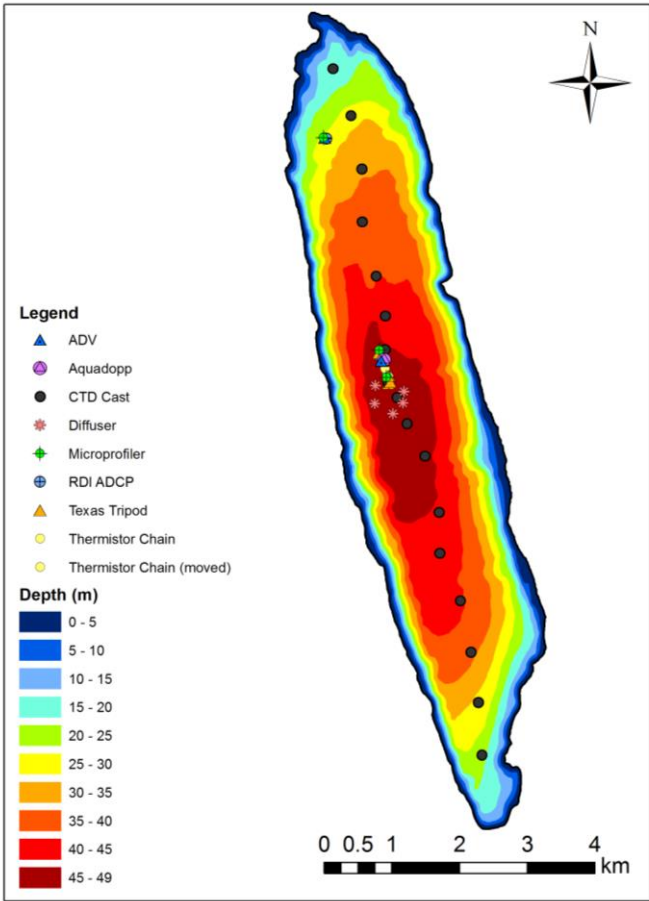 N
Legend
ADV
Aquadopp
CTD Cast
Diffuser
Microprofiler
RDI ADCP
Texas Tripod
Thermistor Chain
Thermistor Chain (moved)
Depth (m)
0 - 5
5 - 10
10 - 15
15 - 20
20 - 25
25 - 30
30 - 35
35 - 40
40 - 45
45 - 49
0 0.5 1 2 3 4
km